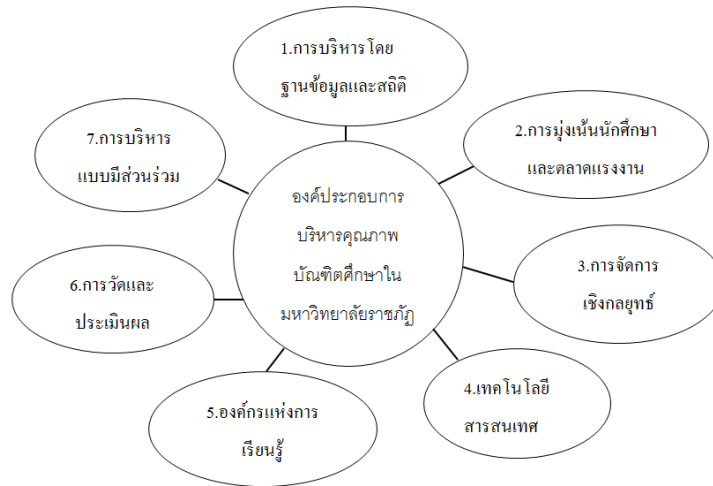 1.การบริหารโดย
ฐานข้อมูลและสถิติ
2.การมุ่งเน้นนักศึกษา
และตลาดแรงงาน
3.การจัดการ
เชิงกลยุทธ์
4.เทคโนโลยี
สารสนเทศ
5.องค์กรแห่งการ
เรียนรู้
6.การวัดและ
ประเมินผล
7.การบริหาร
แบบมีส่วนร่วม
องค์ประกอบการ
บริหารคุณภาพ
บัณฑิตศึกษาใน
มหาวิทยาลัยราชภัฏ